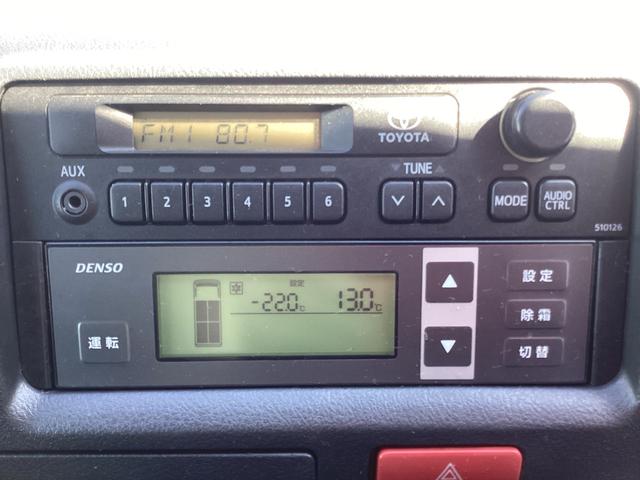 FM1 80.7
TOYOTA
AUX
TUNE
1 2 3 4 5 6
MODE
AUDIO
CTRL
510126
DENSO
設定
-22.0℃ 13.0℃
設定
除霜
切替
運転